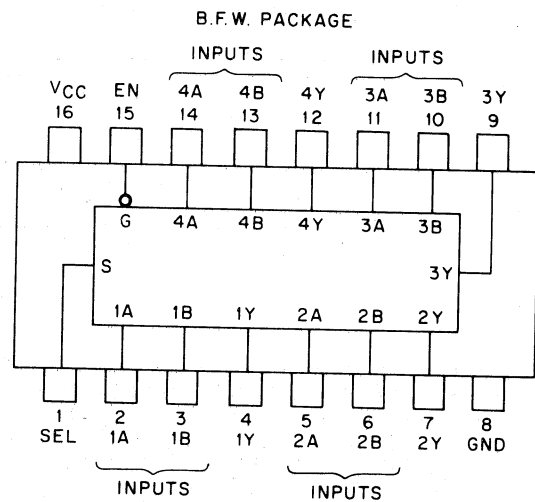 B.F.W. PACKAGE
INPUTS INPUTS
VCC EN 4A 4B 4Y 3A 3B 3Y
16 15 14 13 12 11 10 9
G 4A 4B 4Y 3A 3B
S 3Y
1A 1B 1Y 2A 2B 2Y
1 2 3 4 5 6 7 8
SEL 1A 1B 1Y 2A 2B 2Y GND
INPUTS INPUTS